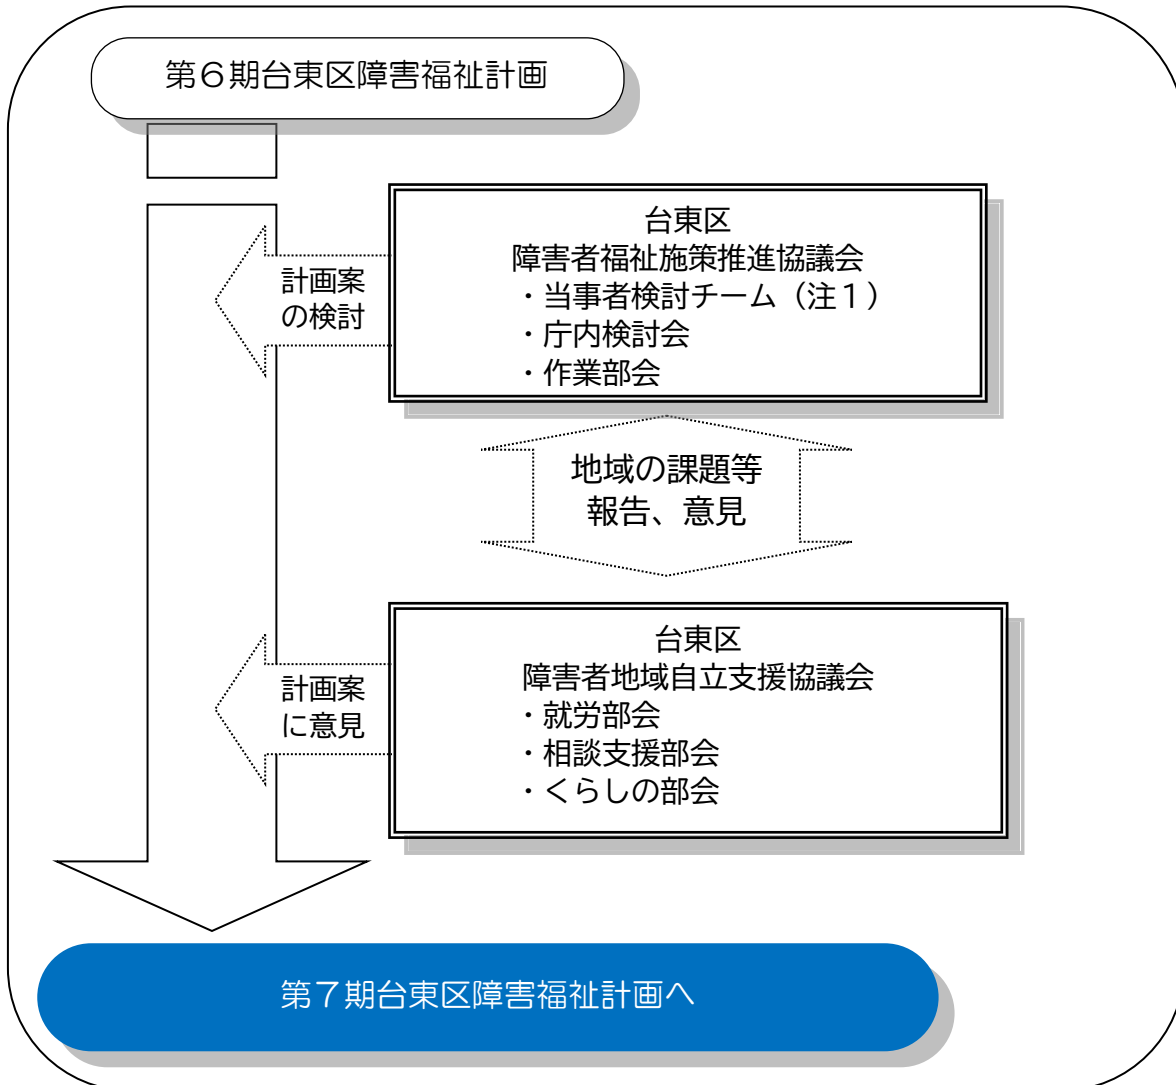 第６期台東区障害福祉計画
台東区
障害者福祉施策推進協議会
・当事者検討チーム（注１）
・庁内検討会
・作業部会
計画案
の検討
地域の課題等
報告、意見
台東区
障害者地域自立支援協議会
・就労部会
・相談支援部会
・くらしの部会
計画案
に意見
第７期台東区障害福祉計画へ